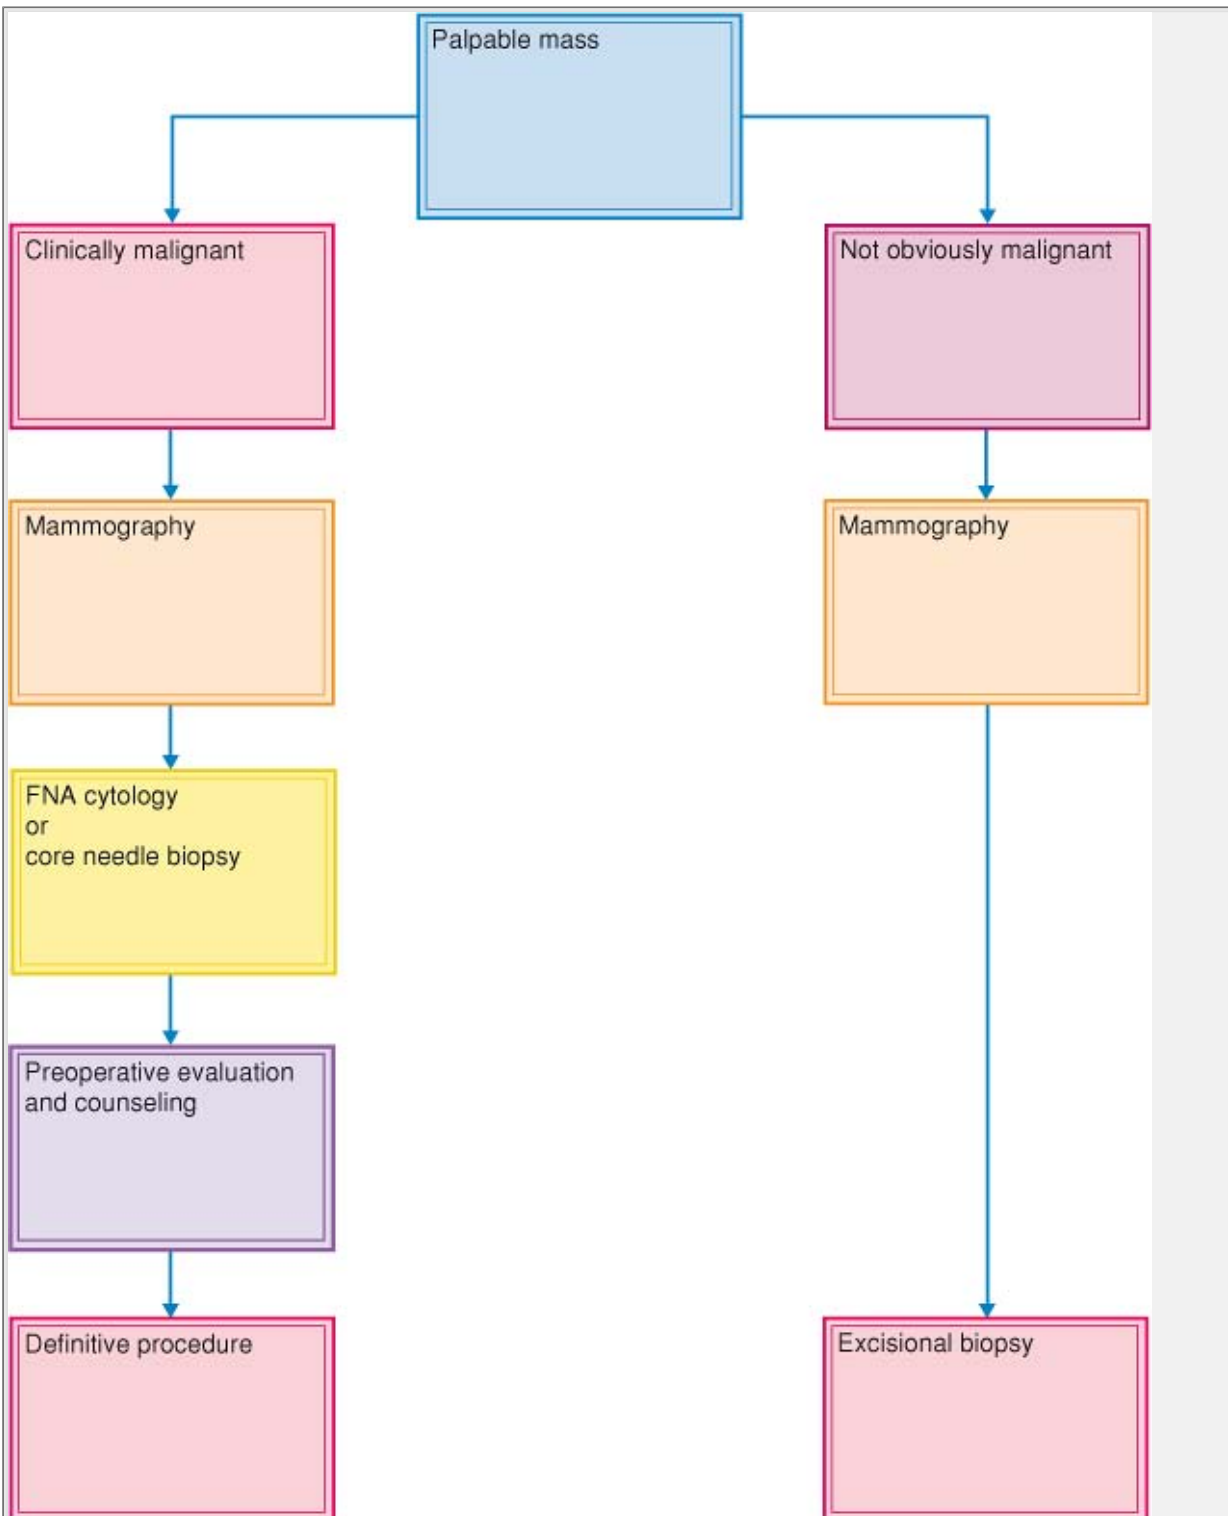 Palpable mass
Clinically malignant
Not obviously malignant
Mammography
Mammography
FNA cytology
or
core needle biopsy
Preoperative evaluation
and counseling
Definitive procedure
Excisional biopsy